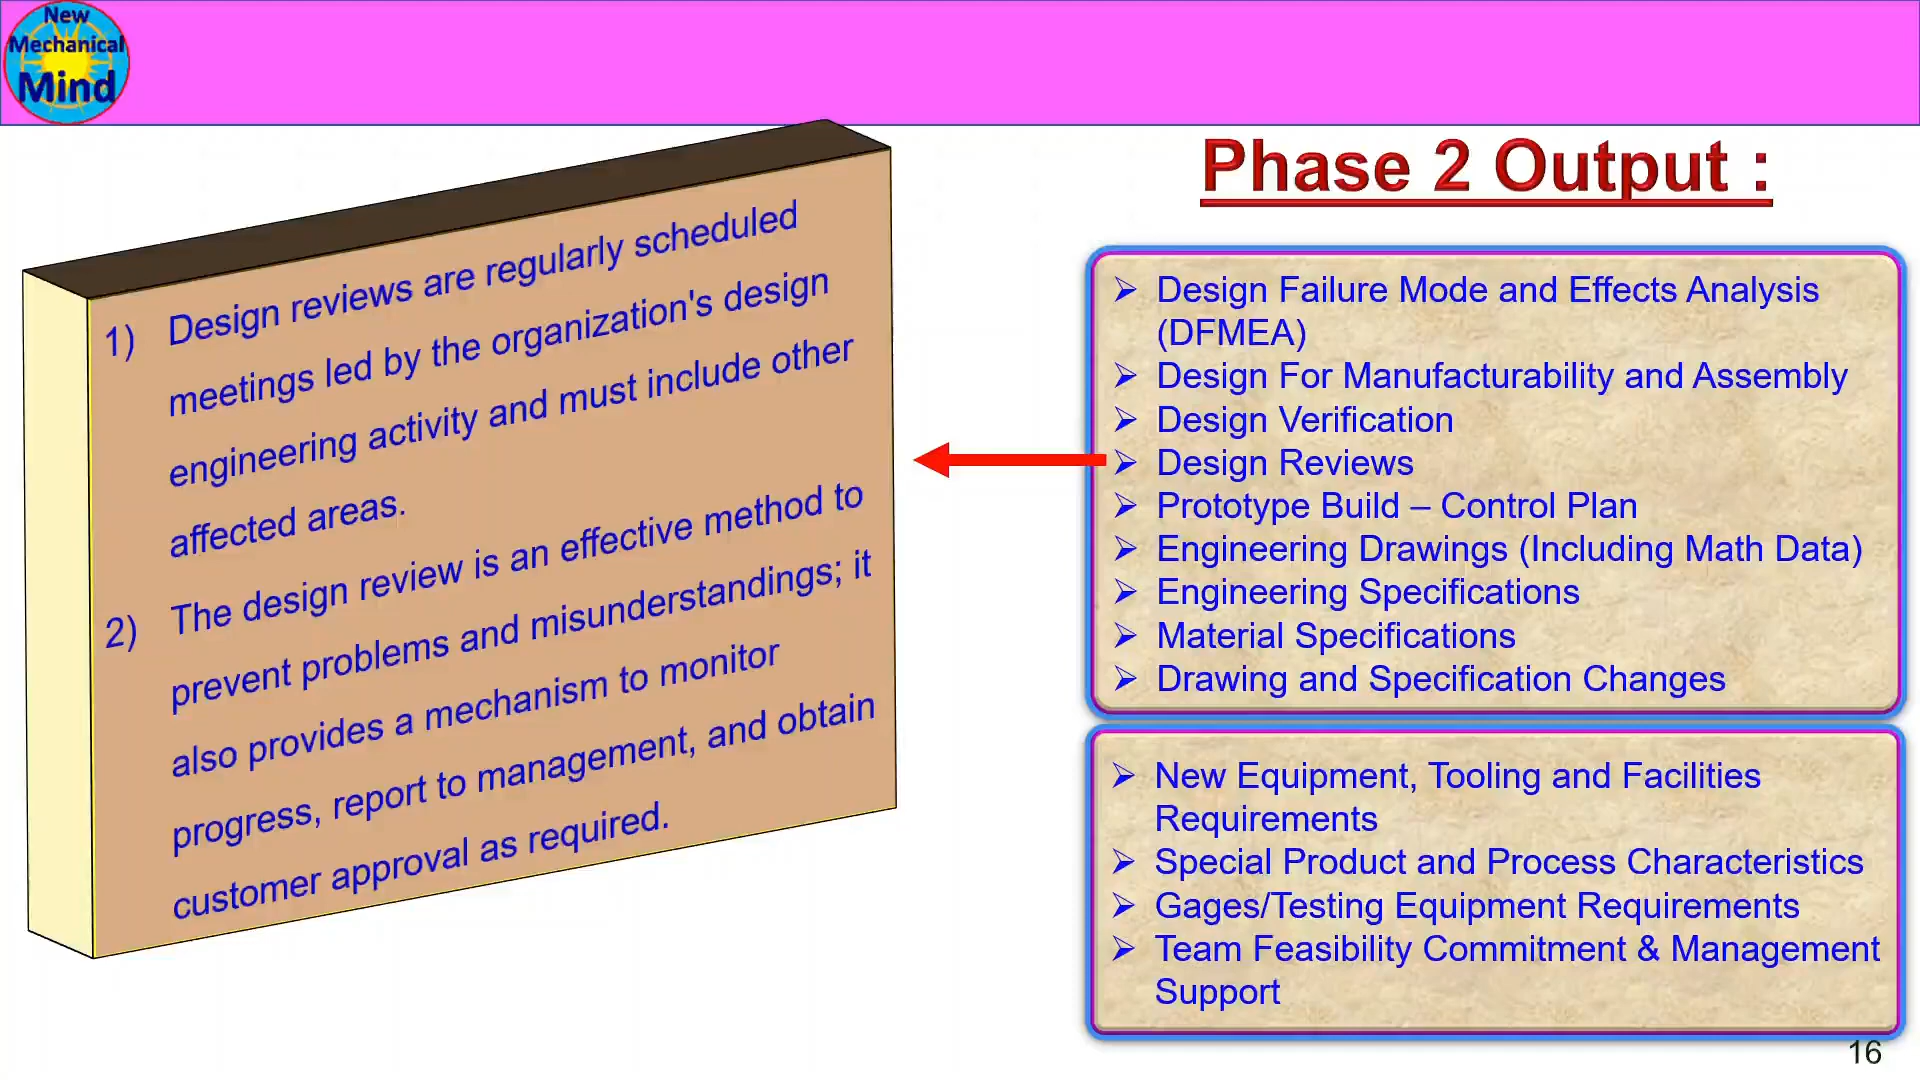 New
Mechanical
Mind
Phase 2 Output :
1) Design reviews are regularly scheduled
meetings led by the organization's design
engineering activity and must include other
affected areas.
2) The design review is an effective method to
prevent problems and misunderstandings; it
also provides a mechanism to monitor
progress, report to management, and obtain
customer approval as required.
➢ Design Failure Mode and Effects Analysis
(DFMEA)
➢ Design For Manufacturability and Assembly
➢ Design Verification
➢ Design Reviews
➢ Prototype Build – Control Plan
➢ Engineering Drawings (Including Math Data)
➢ Engineering Specifications
➢ Material Specifications
➢ Drawing and Specification Changes
➢ New Equipment, Tooling and Facilities
Requirements
➢ Special Product and Process Characteristics
➢ Gages/Testing Equipment Requirements
➢ Team Feasibility Commitment & Management
Support
16